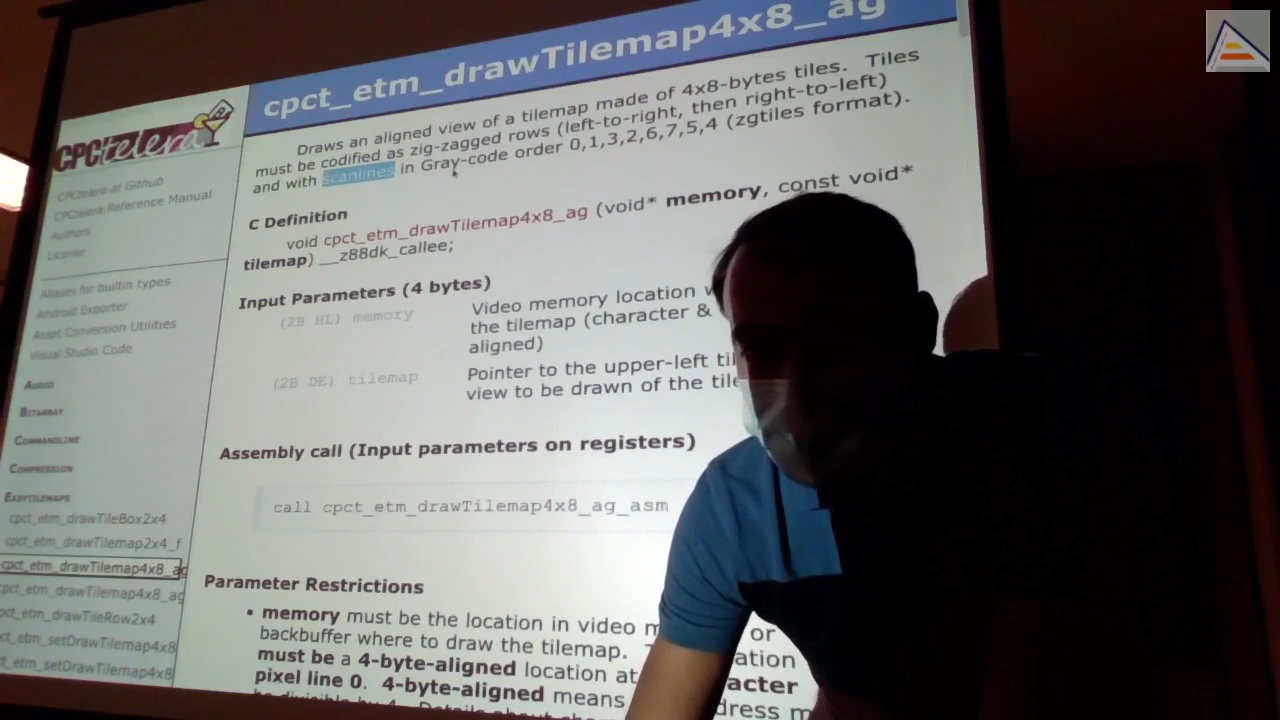 cpct_etm_drawTilemap4x8_ag
Draws an aligned view of a tilemap made of 4x8-bytes tiles. Tiles
must be codified as zig-zagged rows (left-to-right, then right-to-left)
and with scanlines in Gray-code order 0,1,3,2,6,7,5,4 (zgtiles format).
C Definition
void cpct_etm_drawTilemap4x8_ag (void* memory, const void*
tilemap) __z88dk_callee;
Input Parameters (4 bytes)
(2B HL) memory
Video memory location
the tilemap (character &
aligned)
(2B DE) tilemap
Pointer to the upper-left
view to be drawn of the
Assembly call (Input parameters on registers)
call cpct_etm_drawTilemap4x8_ag_asm
Parameter Restrictions
• memory must be the location in video or
backbuffer where to draw the tilemap.
must be a 4-byte-aligned location at
pixel line 0. 4-byte-aligned means
CPCtelera
CPCtelera at Github
CPCtelera Reference Manual
Authors
License
Aliases for builtin types
Android Exporter
Asset Conversion Utilities
Visual Studio Code
Audio
Bitarray
Commandline
Compression
Easytilemaps
cpct_etm_drawTileBox2x4
cpct_etm_drawTilemap2x4_f
cpct_etm_drawTilemap4x8_ag
cpct_etm_drawTilemap4x8_ag
cpct_etm_drawTileRow2x4
cpct_etm_setDrawTilemap4x8
cpct_etm_setDrawTilemap4x8